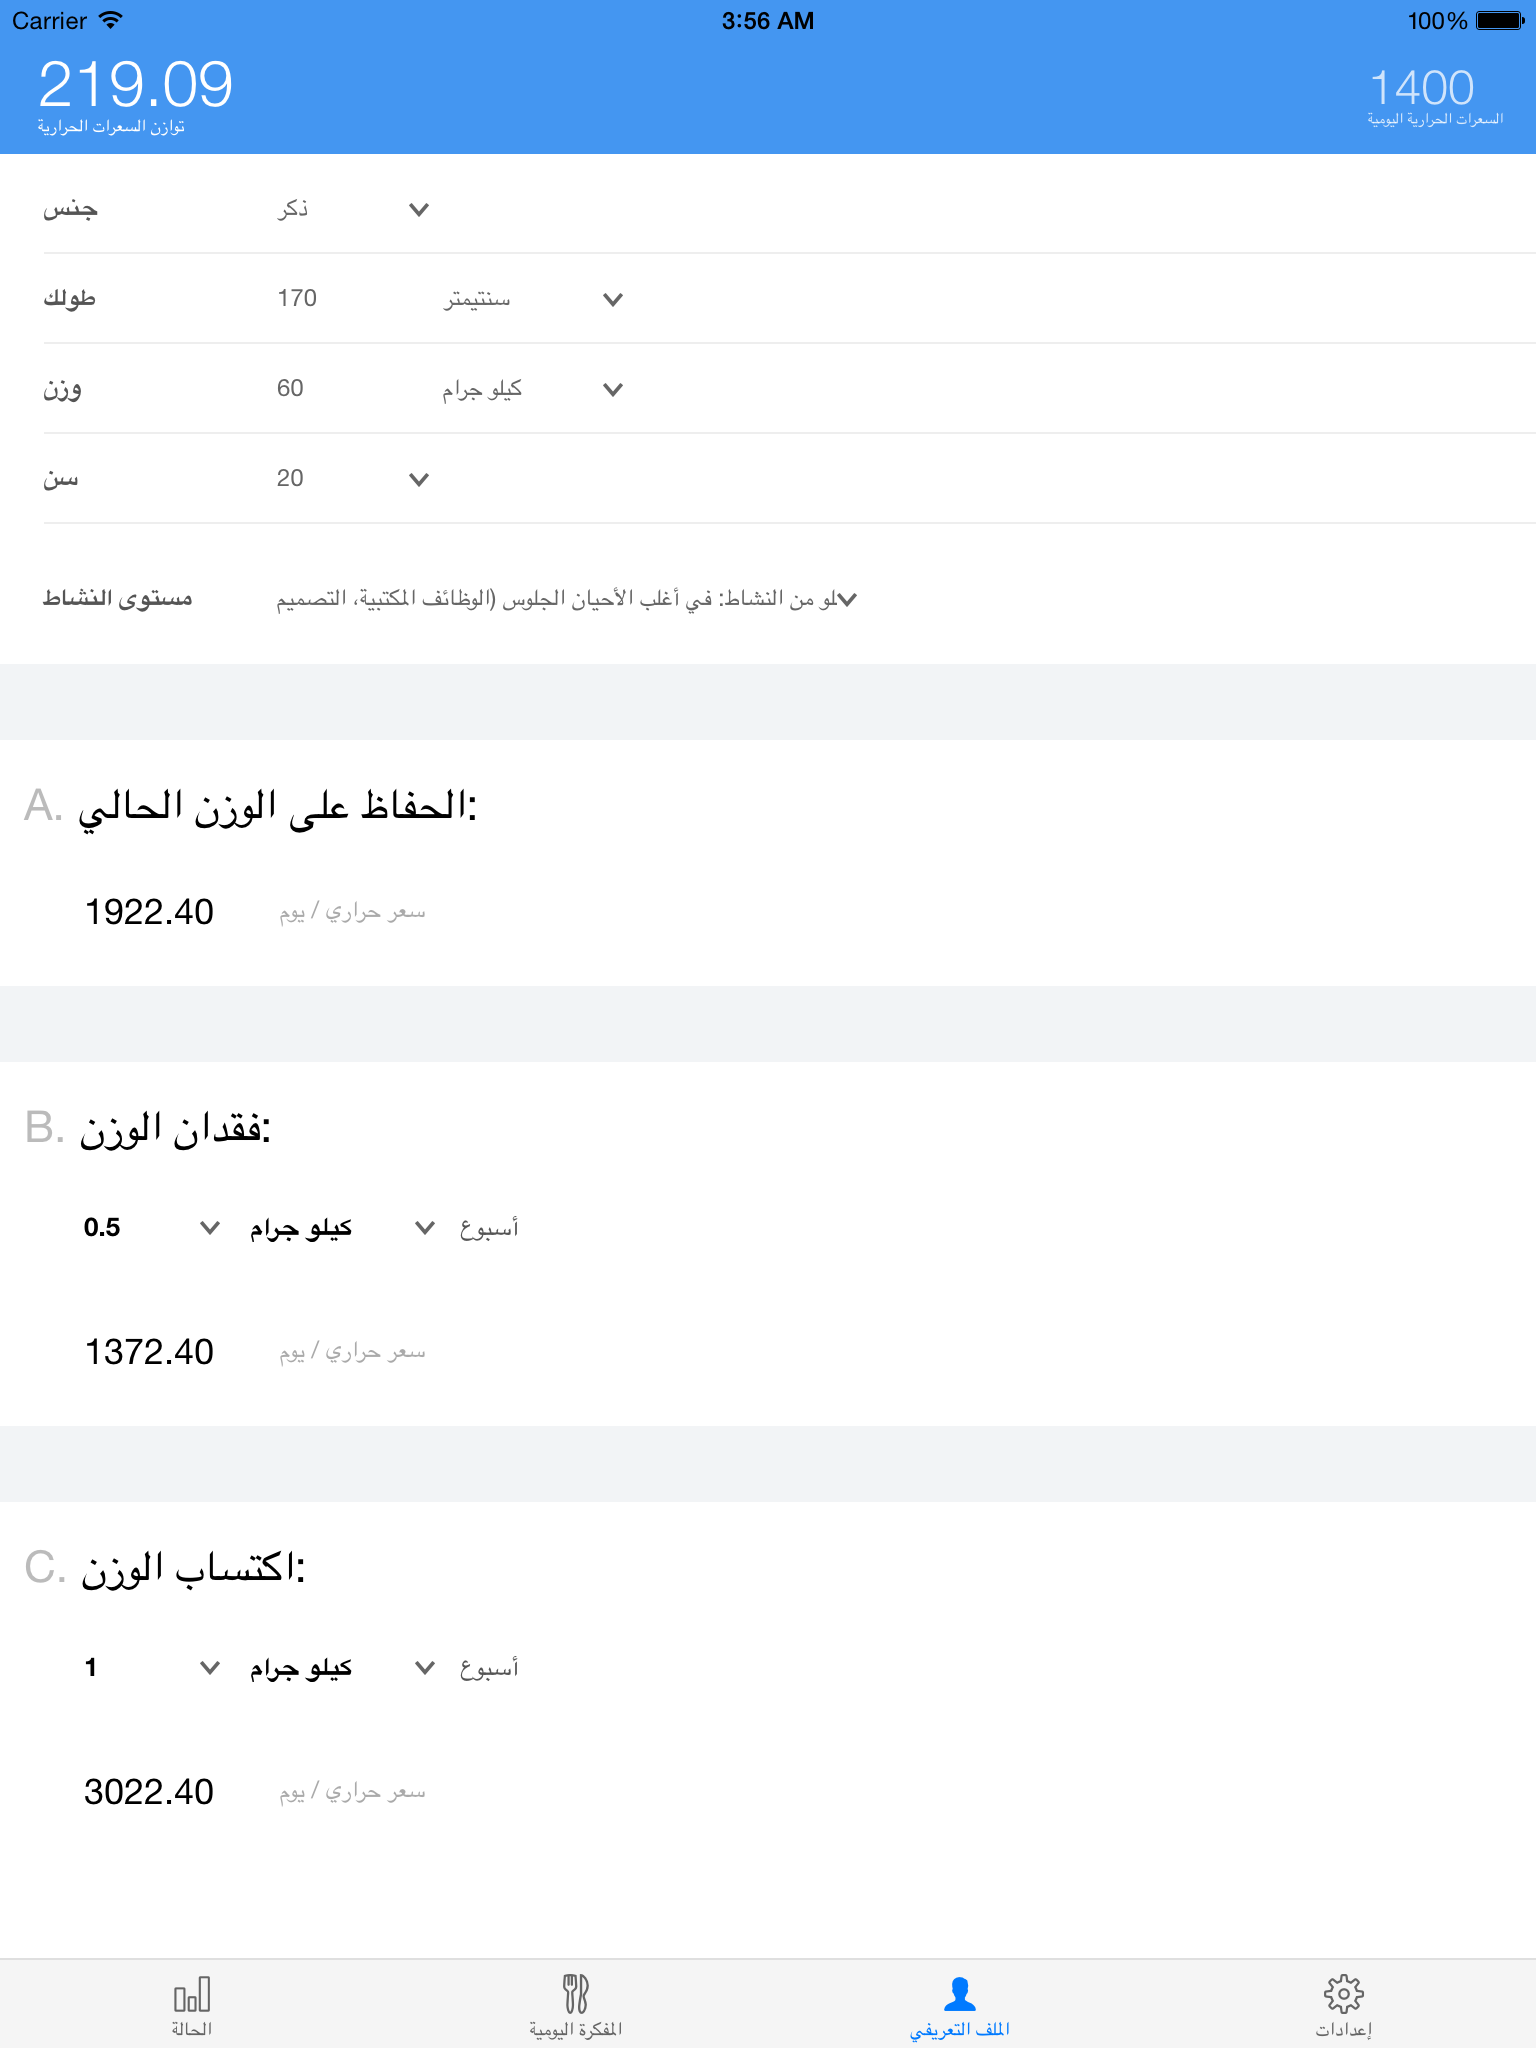 Carrier 3:56 AM 100%
219.09 1400
توازن السعرات الحرارية السعرات الحرارية اليومية
جنس ذكر
طولك 170 سنتيمتر
وزن 60 كيلو جرام
سن 20
مستوى النشاط من النشاط: في أغلب الأحيان الجلوس (الوظائف المكتبية، التصميم
A. الحفاظ على الوزن الحالي:
1922.40 سعر حراري / يوم
B. فقدان الوزن:
0.5 كيلو جرام أسبوع
1372.40 سعر حراري / يوم
C. اكتساب الوزن:
1 كيلو جرام أسبوع
3022.40 سعر حراري / يوم
الحالة المفكرة اليومية الملف التعريفي إعدادات